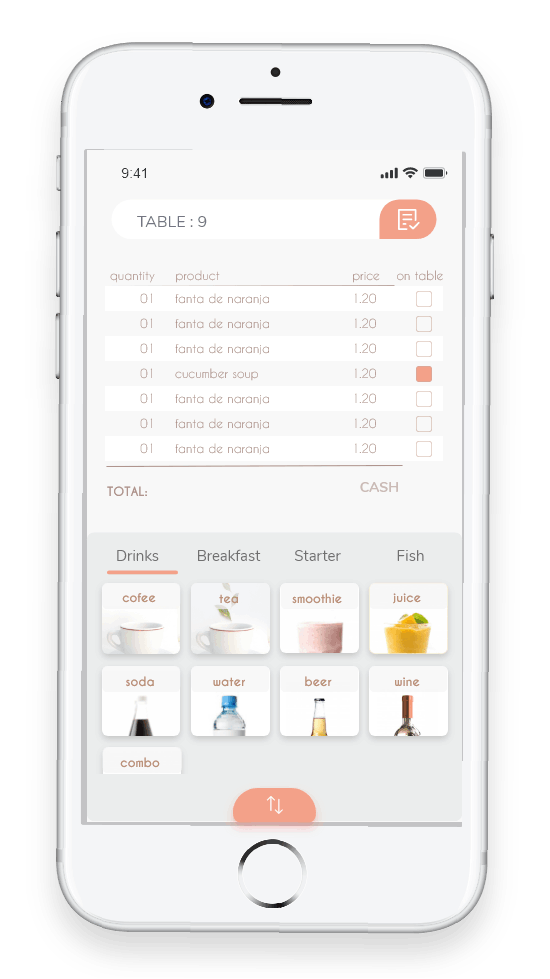 9:41
TABLE : 9
quantity product price on table
01 fanta de naranja 1.20
01 fanta de naranja 1.20
01 fanta de naranja 1.20
01 cucumber soup 1.20
01 fanta de naranja 1.20
01 fanta de naranja 1.20
01 fanta de naranja 1.20
TOTAL: CASH
Drinks Breakfast Starter Fish
cofee tea smoothie juice
soda water beer wine
combo